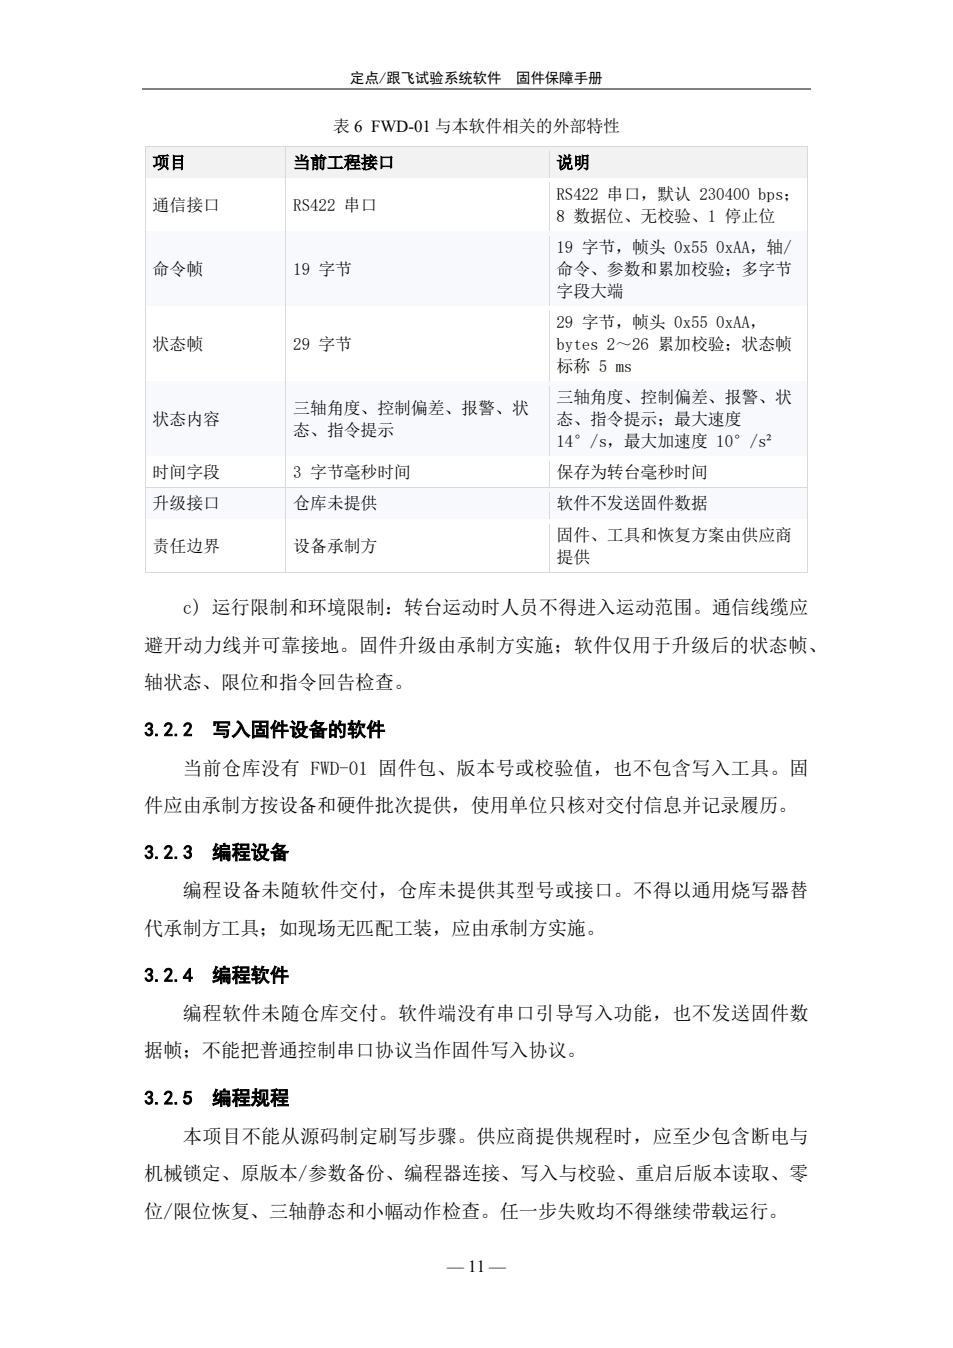 定点/跟飞试验系统软件　固件保障手册
表 6 FWD-01 与本软件相关的外部特性
项目 当前工程接口 说明
通信接口 RS422 串口 RS422 串口，默认 230400 bps；
8 数据位、无校验、1 停止位
命令帧 19 字节 19 字节，帧头 0x55 0xAA，轴/
命令、参数和累加校验；多字节
字段大端
状态帧 29 字节 29 字节，帧头 0x55 0xAA，
bytes 2～26 累加校验；状态帧
标称 5 ms
状态内容 三轴角度、控制偏差、报警、状
态、指令提示
三轴角度、控制偏差、报警、状
态、指令提示；最大速度
14°/s，最大加速度 10°/s²
时间字段 3 字节毫秒时间 保存为转台毫秒时间
升级接口 仓库未提供 软件不发送固件数据
责任边界 设备承制方 固件、工具和恢复方案由供应商
提供
c) 运行限制和环境限制：转台运动时人员不得进入运动范围。通信线缆应
避开动力线并可靠接地。固件升级由承制方实施；软件仅用于升级后的状态帧、
轴状态、限位和指令回告检查。
3.2.2 写入固件设备的软件
当前仓库没有 FWD-01 固件包、版本号或校验值，也不包含写入工具。固
件应由承制方按设备和硬件批次提供，使用单位只核对交付信息并记录履历。
3.2.3 编程设备
编程设备未随软件交付，仓库未提供其型号或接口。不得以通用烧写器替
代承制方工具；如现场无匹配工装，应由承制方实施。
3.2.4 编程软件
编程软件未随仓库交付。软件端没有串口引导写入功能，也不发送固件数
据帧；不能把普通控制串口协议当作固件写入协议。
3.2.5 编程规程
本项目不能从源码制定刷写步骤。供应商提供规程时，应至少包含断电与
机械锁定、原版本/参数备份、编程器连接、写入与校验、重启后版本读取、零
位/限位恢复、三轴静态和小幅动作检查。任一步失败均不得继续带载运行。
— 11 —